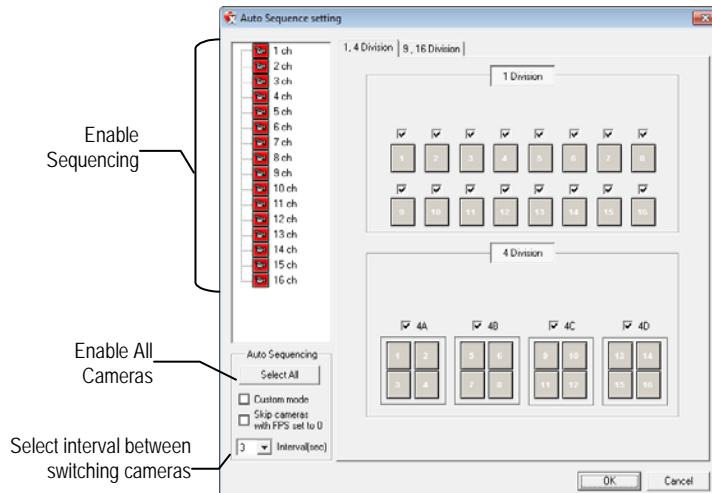 Auto Sequence setting
1 ch
2 ch
3 ch
4 ch
5 ch
6 ch
7 ch
8 ch
9 ch
10 ch
11 ch
12 ch
13 ch
14 ch
15 ch
16 ch
Enable
Sequencing
Enable All
Cameras
Select interval between
switching cameras
Auto Sequencing
Select All
Custom mode
Skip cameras
with FPS set to 0
3 Interval(sec)
1, 4 Division 9, 16 Division
1 Division
1 2 3 4 5 6 7 8
9 10 11 12 13 14 15 16
4 Division
4A 4B 4C 4D
1 2 5 6 9 10 13 14
3 4 7 8 11 12 15 16
OK Cancel